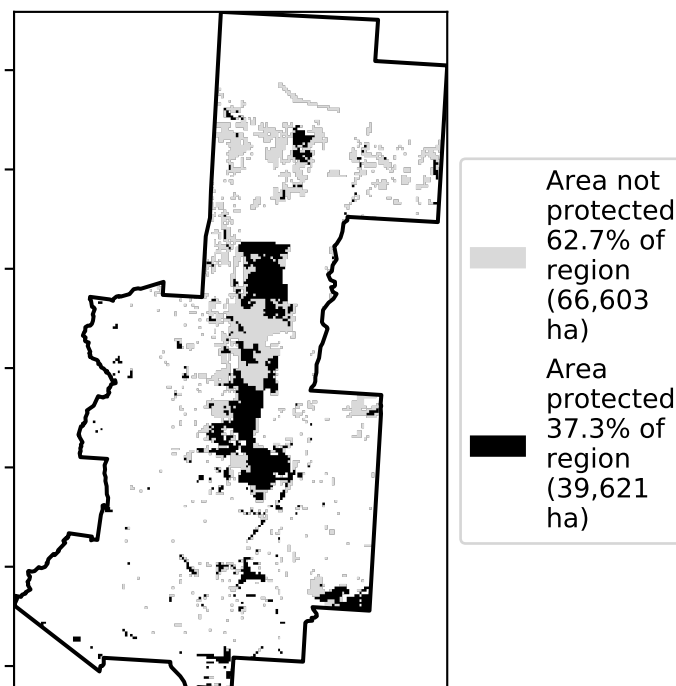 Area not
protected
62.7% of
region
(66,603
ha)
Area
protected
37.3% of
region
(39,621
ha)